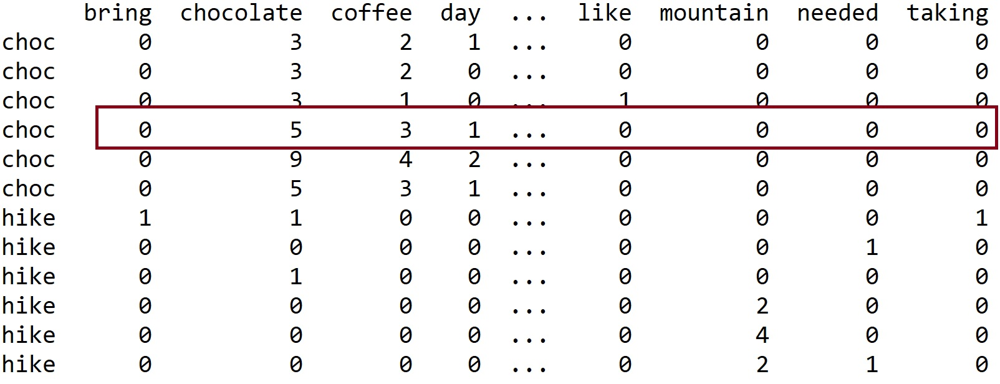 bring chocolate coffee day ... like mountain needed taking
choc 0 3 2 1 ... 0 0 0 0
choc 0 3 2 0 ... 0 0 0 0
choc 0 3 1 0 ... 1 0 0 0
choc 0 5 3 1 ... 0 0 0 0
choc 0 9 4 2 ... 0 0 0 0
choc 0 5 3 1 ... 0 0 0 0
hike 1 1 0 0 ... 0 0 0 1
hike 0 0 0 0 ... 0 0 1 0
hike 0 1 0 0 ... 0 0 0 0
hike 0 0 0 0 ... 0 2 0 0
hike 0 0 0 0 ... 0 4 0 0
hike 0 0 0 0 ... 0 2 1 0